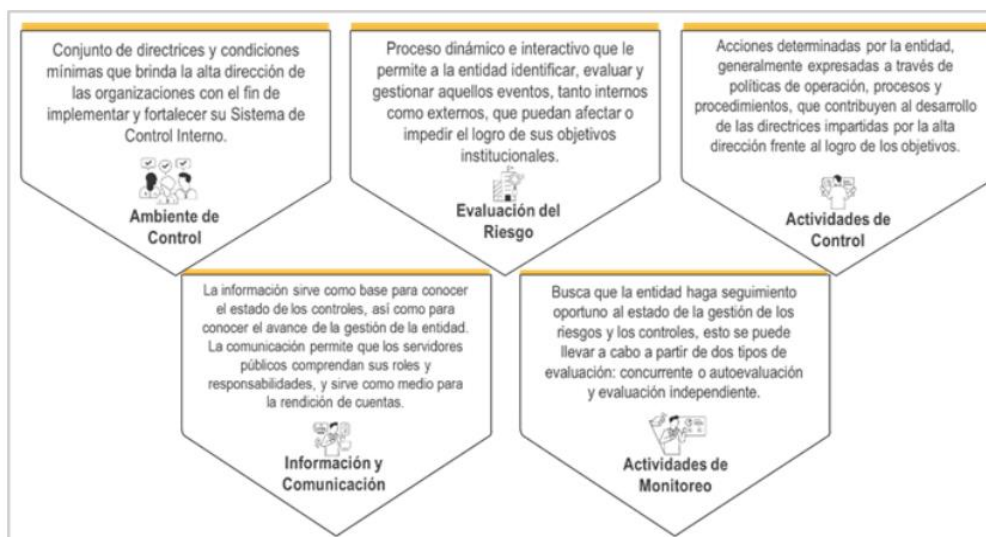 Conjunto de directrices y condiciones
mínimas que brinda la alta dirección de
las organizaciones con el fin de
implementar y fortalecer su Sistema de
Control Interno.
Ambiente de
Control
Proceso dinámico e interactivo que le
permite a la entidad identificar, evaluar y
gestionar aquellos eventos, tanto internos
como externos, que puedan afectar o
impedir el logro de sus objetivos
institucionales.
Evaluación del
Riesgo
Acciones determinadas por la entidad,
generalmente expresadas a través de
políticas de operación, procesos y
procedimientos, que contribuyen al desarrollo
de las directrices impartidas por la alta
dirección frente al logro de los objetivos.
Actividades de
Control
La información sirve como base para conocer
el estado de los controles, así como para
conocer el avance de la gestión de la entidad.
La comunicación permite que los servidores
públicos comprendan sus roles y
responsabilidades, y sirve como medio para
la rendición de cuentas.
Información y
Comunicación
Busca que la entidad haga seguimiento
oportuno al estado de la gestión de los
riesgos y los controles, esto se puede
llevar a cabo a partir de dos tipos de
evaluación: concurrente o autoevaluación
y evaluación independiente.
Actividades de
Monitoreo